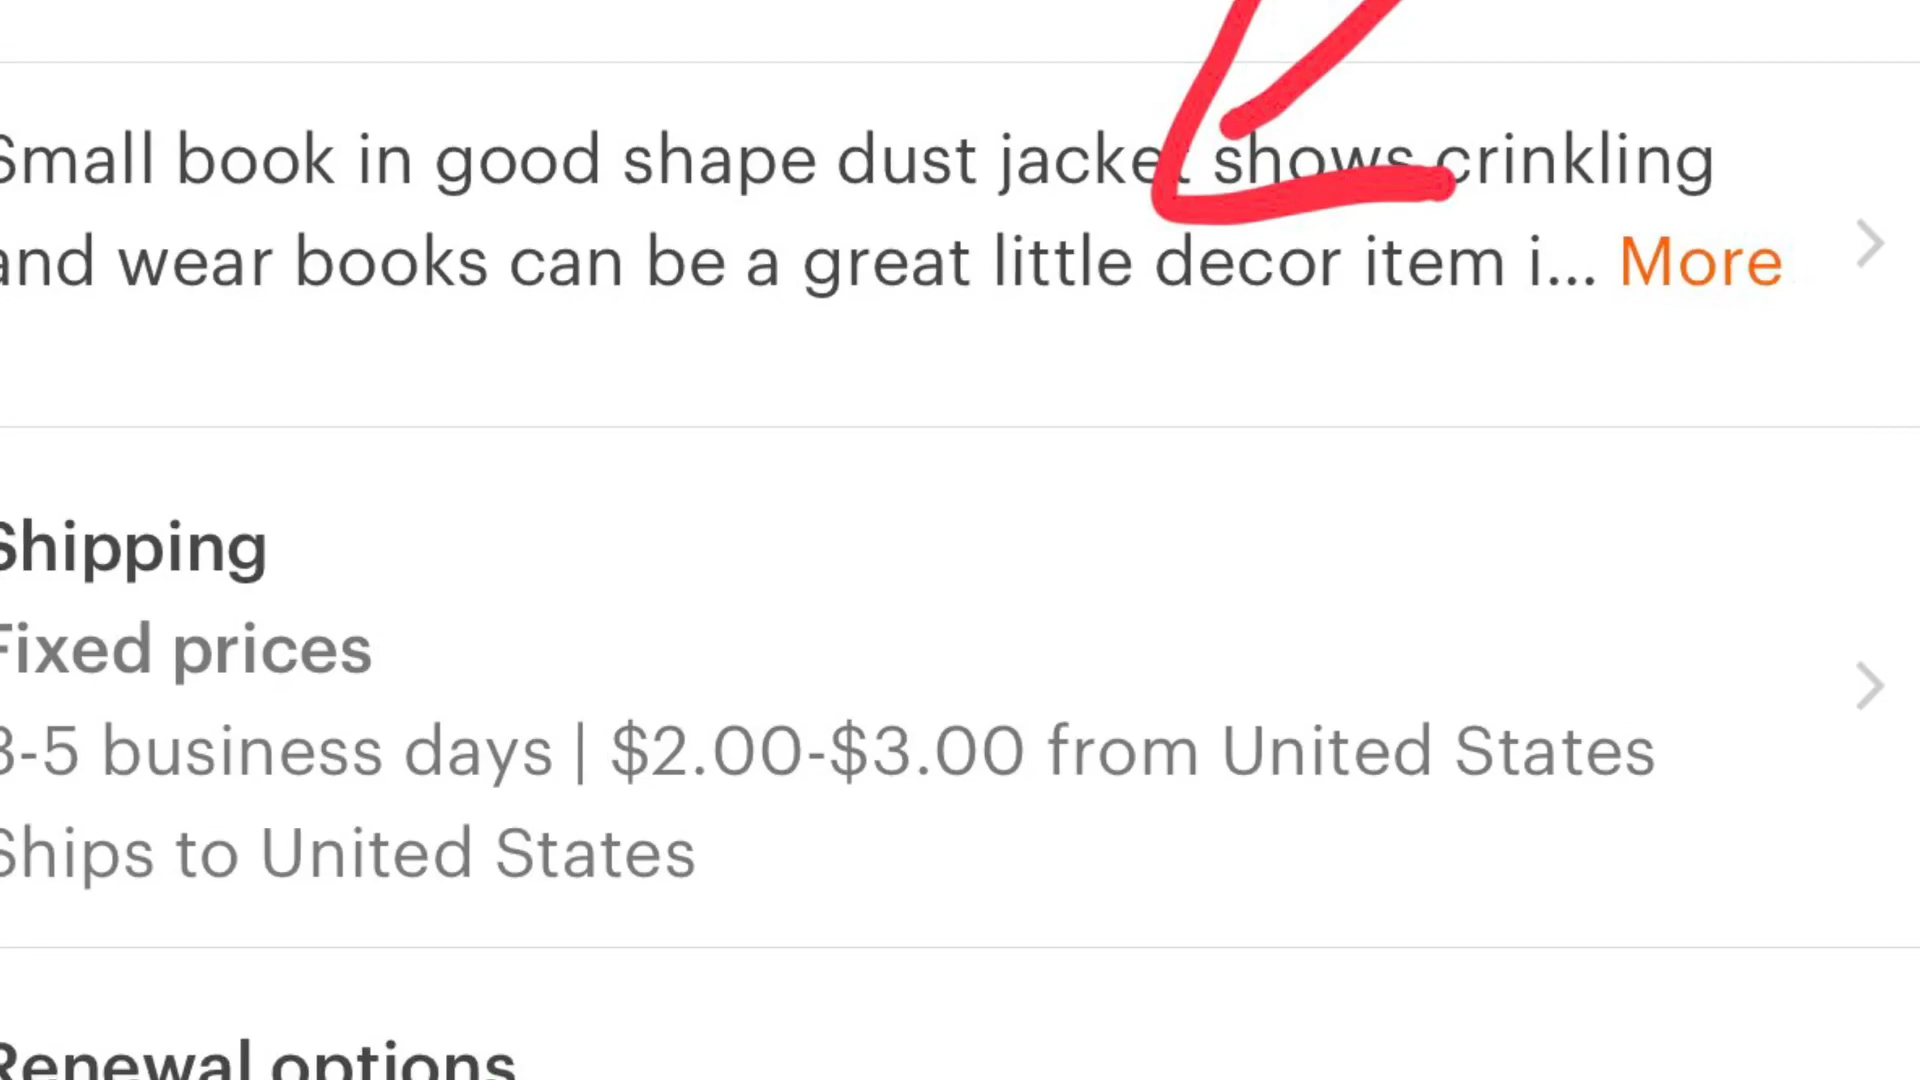 Small book in good shape dust jacket shows crinkling
and wear books can be a great little decor item i... More
Shipping
Fixed prices
3-5 business days | $2.00-$3.00 from United States
Ships to United States
Renewal options